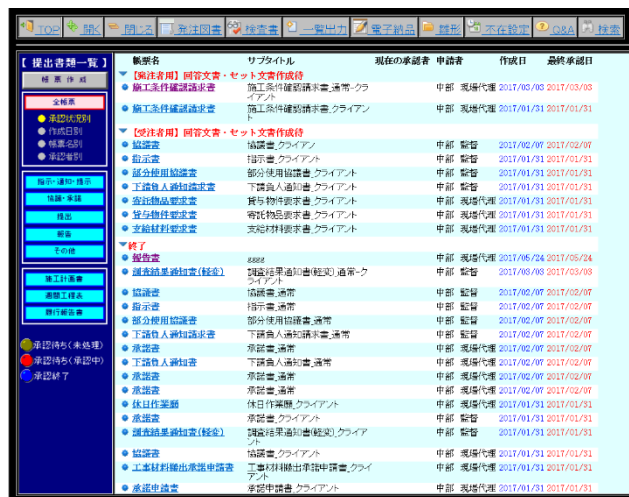 TOP 開く 閉じる 発注図書 検査書 一覧出力 電子納品 雛形 不在設定 Q&A 検索
【提出書類一覧】
帳票作成
全帳票
承認状況別
作成日別
帳票名別
承認者別
指示・通知・提示
協議・承諾
提出
報告
その他
施工計画書
週間工程表
履行報告書
承認待ち(未処理)
承認待ち(承認中)
承認終了
帳票名 サブタイトル 現在の承認者 申請者 作成日 最終承認日
▼【発注者用】回答文書・セット文書作成待
施工条件確認請求書 施工条件確認請求書_通常-クライアント 中部 現場代理 2017/03/03 2017/03/03
施工条件確認請求書 施工条件確認請求書_クライアント 中部 現場代理 2017/01/31 2017/01/31
▼【受注者用】回答文書・セット文書作成待
協議書 協議書_クライアン 中部 監督 2017/02/07 2017/02/07
指示書 指示書_クライアント 中部 監督 2017/01/31 2017/01/31
部分使用協議書 部分使用協議書_クライアント 中部 監督 2017/01/31 2017/01/31
下請負人通知請求書 下請負人通知書_クライアント 中部 監督 2017/01/31 2017/01/31
寄託物品要求書 貸与物件要求書_クライアント 中部 現場代理 2017/01/31 2017/01/31
貸与物件要求書 寄託物品要求書_クライアント 中部 現場代理 2017/01/31 2017/01/31
支給材料要求書 支給材料要求書_クライアント 中部 現場代理 2017/01/31 2017/01/31
▼終了
報告書 gggg 中部 現場代理 2017/05/24 2017/05/24
調査結果通知書(軽変) 調査結果通知書(軽変)_通常-クライアント 中部 監督 2017/03/03 2017/03/03
協議書 協議書_通常 中部 監督 2017/02/07 2017/02/07
指示書 指示書_通常 中部 監督 2017/02/07 2017/02/07
部分使用協議書 部分使用協議書_通常 中部 監督 2017/02/07 2017/02/07
下請負人通知請求書 下請負人通知請求書_通常 中部 監督 2017/02/07 2017/02/07
承諾書 承諾書_通常 中部 現場代理 2017/02/07 2017/02/07
下請負人通知書 下請負人通知書_通常 中部 現場代理 2017/02/07 2017/02/07
承諾書 承諾書_通常 中部 現場代理 2017/02/07 2017/02/07
承諾書 承諾書_通常 中部 現場代理 2017/02/07 2017/02/07
休日作業願 休日作業願_クライアント 中部 現場代理 2017/01/31 2017/01/31
承諾書 承諾書_クライアント 中部 監督 2017/01/31 2017/01/31
調査結果通知書(軽変) 調査結果通知書(軽変)_クライアント 中部 監督 2017/01/31 2017/01/31
協議書 協議書_クライアント 中部 現場代理 2017/01/31 2017/01/31
工事材料搬出承諾申請書 工事材料搬出承諾申請書_クライアント 中部 現場代理 2017/01/31 2017/01/31
承諾申請書 承諾申請書_クライアント 中部 現場代理 2017/01/31 2017/01/31